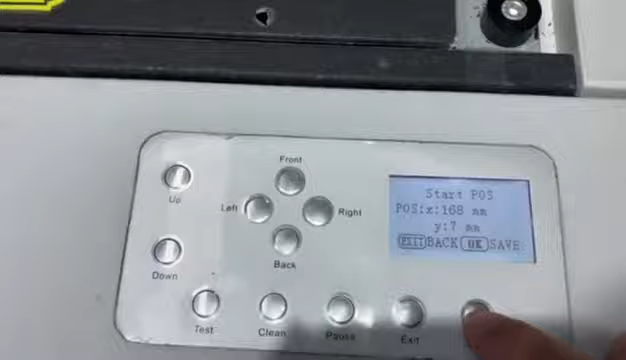 Front
Up
Left
Right
Back
Down
Test
Clean
Pause
Exit
Start POS
POS:x:168 mm
y:7 mm
EXIT BACK OK SAVE